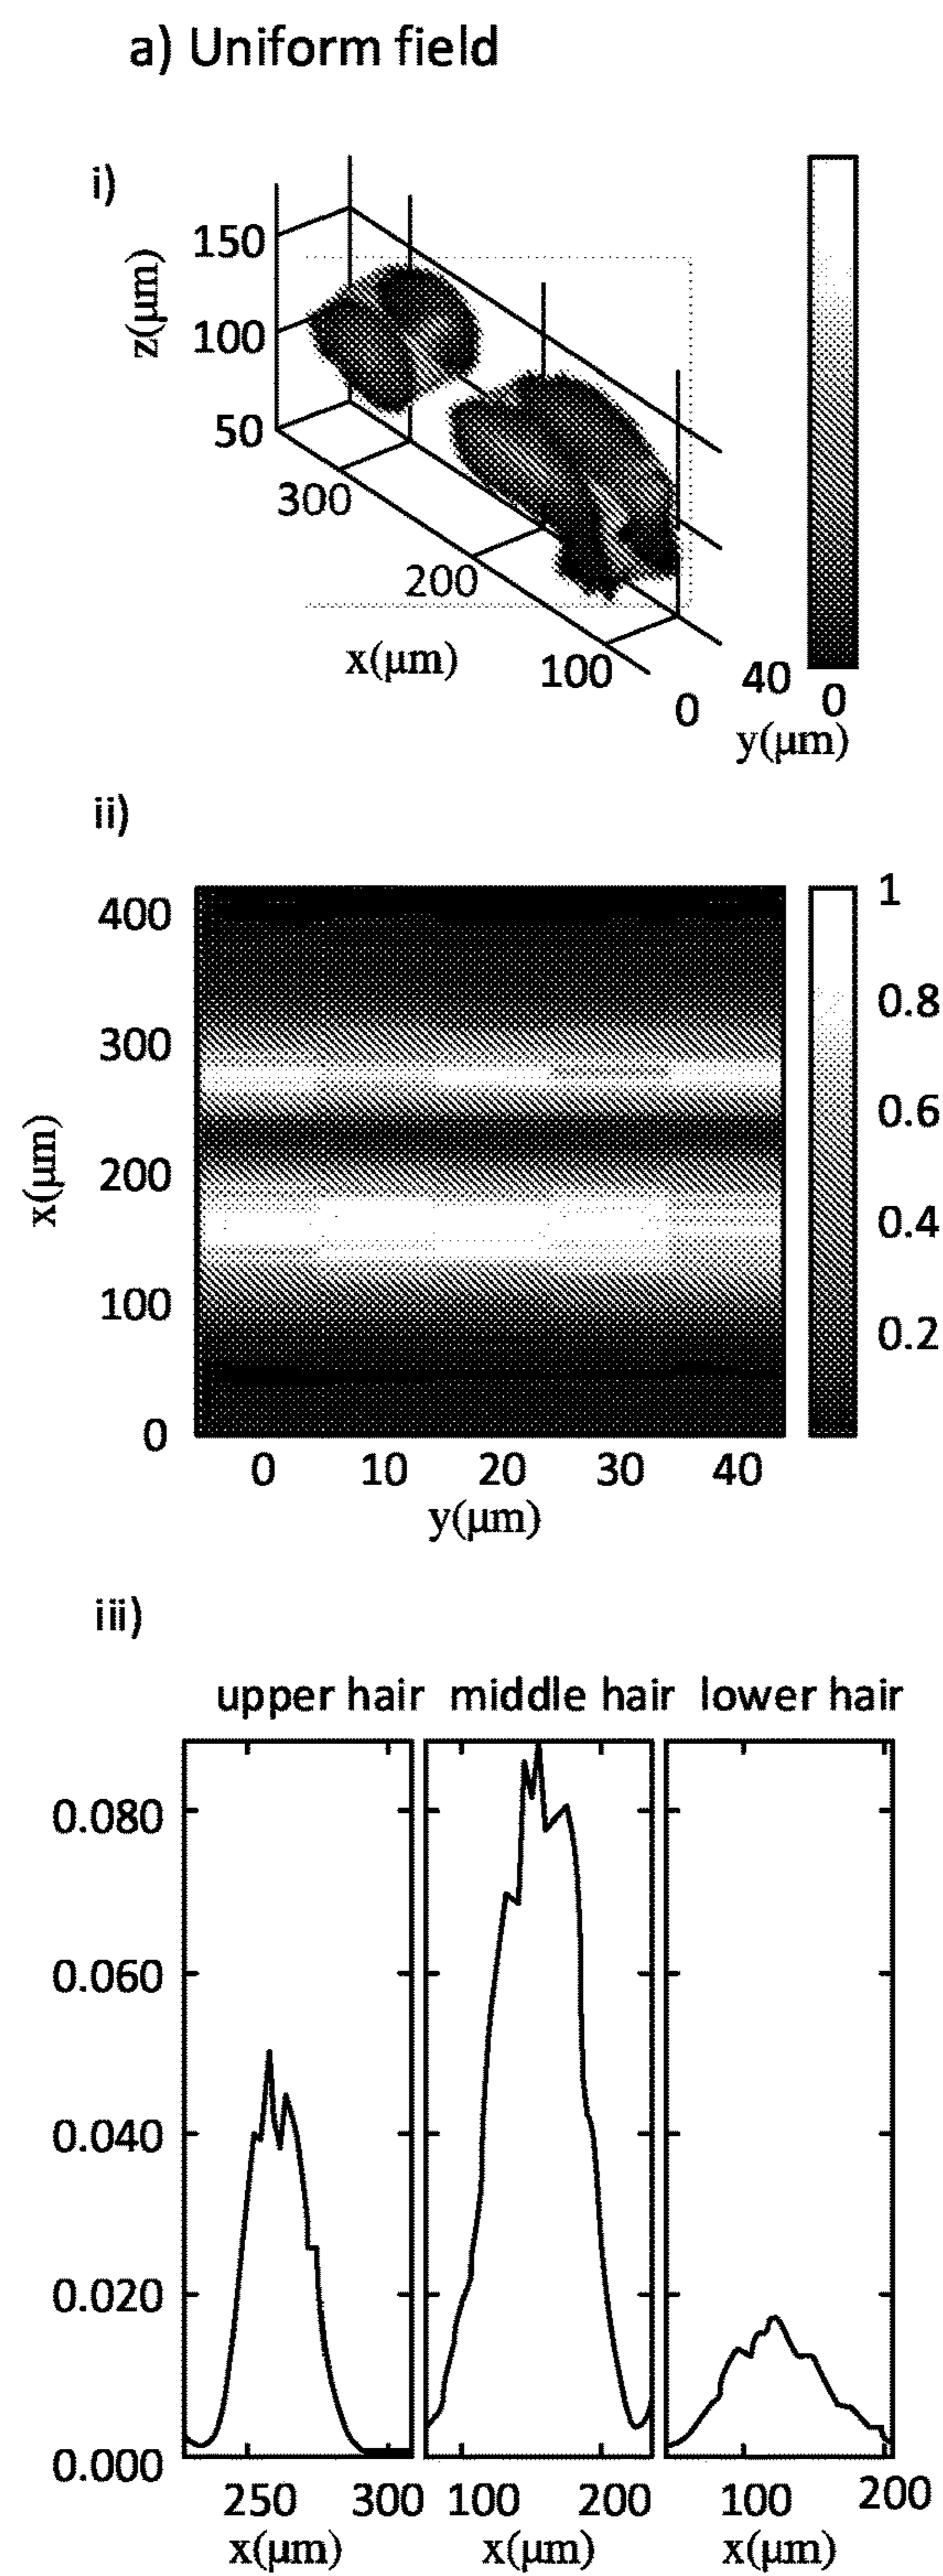 a) Uniform field
i)
z(μm)
150
100
50
300
200
100
x(μm)
0
40
y(μm)
0
ii)
x(μm)
400
300
200
100
0
0 10 20 30 40
y(μm)
1
0.8
0.6
0.4
0.2
iii)
upper hair middle hair lower hair
0.080
0.060
0.040
0.020
0.000
250 300 100 200 100 200
x(μm) x(μm) x(μm)